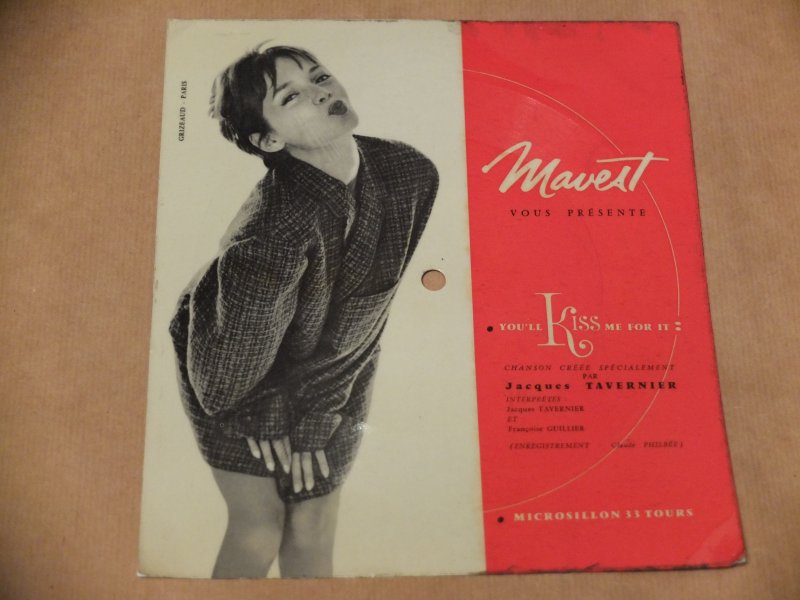 GRIZEAUD - PARIS
Mavest
VOUS PRÉSENTE
• YOU'LL Kiss ME FOR IT :
CHANSON CRÉÉE SPÉCIALEMENT
PAR
Jacques TAVERNIER
INTERPRÈTES
Jacques TAVERNIER
ET
Françoise GUILLIER
(ENREGISTREMENT : Claude PHILBÉE)
• MICROSILLON 33 TOURS